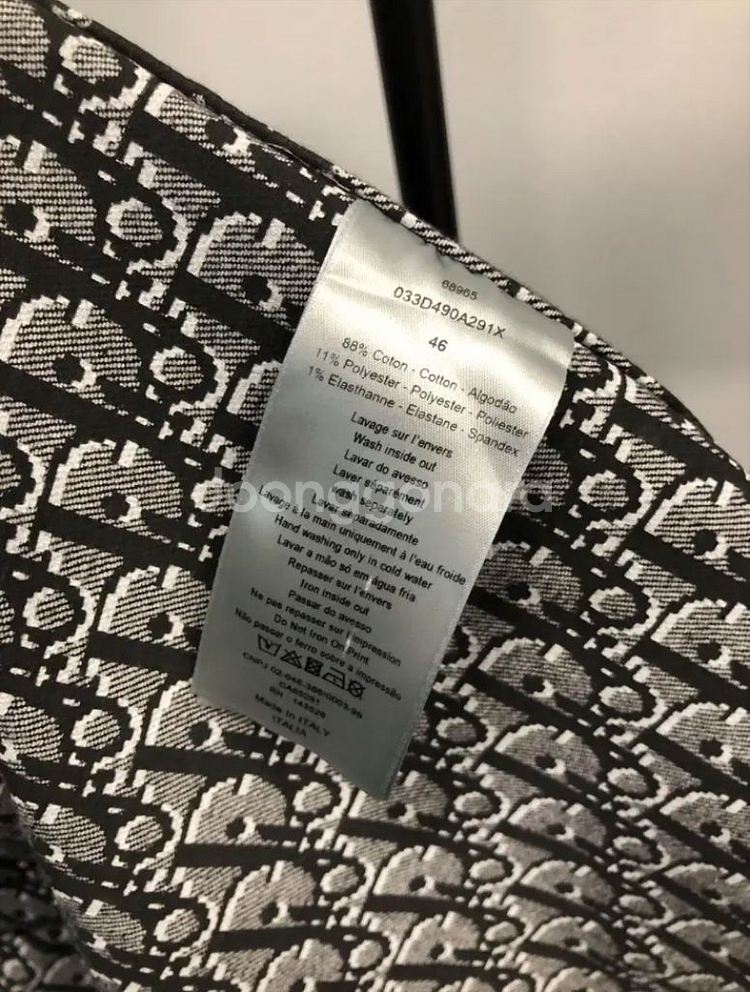 68965
033D490A291X
46
88% Coton - Cotton - Algodão
11% Polyester - Polyester - Poliéster
1% Elasthanne - Elastane - Spandex
Lavage sur l'envers
Wash inside out
Lavar do avesso
Laver séparément
Wash separately
Lavar separadamente
Lavage à la main uniquement à l'eau froide
Hand washing only in cold water
Lavar a mão só em água fria
Repasser sur l'envers
Iron inside out
Passar do avesso
Ne pas repasser sur l'impression
Do Not Iron On Print
Não passar o ferro sobre a impressão
CNPJ
Made In ITALY
ITALIA
joongonara